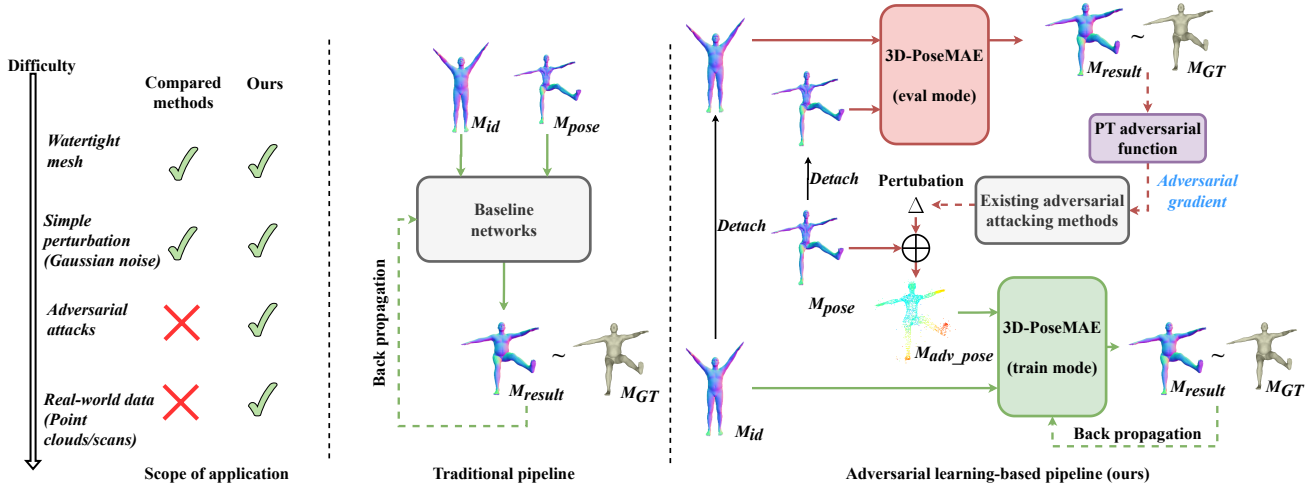 Difficulty
Compared
methods
Ours
Watertight
mesh
Simple
perturbation
(Gaussian noise)
Adversarial
attacks
Real-world data
(Point
clouds/scans)
Scope of application
M_id
M_pose
Baseline
networks
Back propagation
M_result
~
M_GT
Traditional pipeline
3D-PoseMAE
(eval mode)
M_result
~
M_GT
PT adversarial
function
Adversarial
gradient
Existing adversarial
attacking methods
Pertubation
Δ
Detach
Detach
M_pose
M_adv_pose
3D-PoseMAE
(train mode)
M_result
~
M_GT
M_id
Back propagation
Adversarial learning-based pipeline (ours)